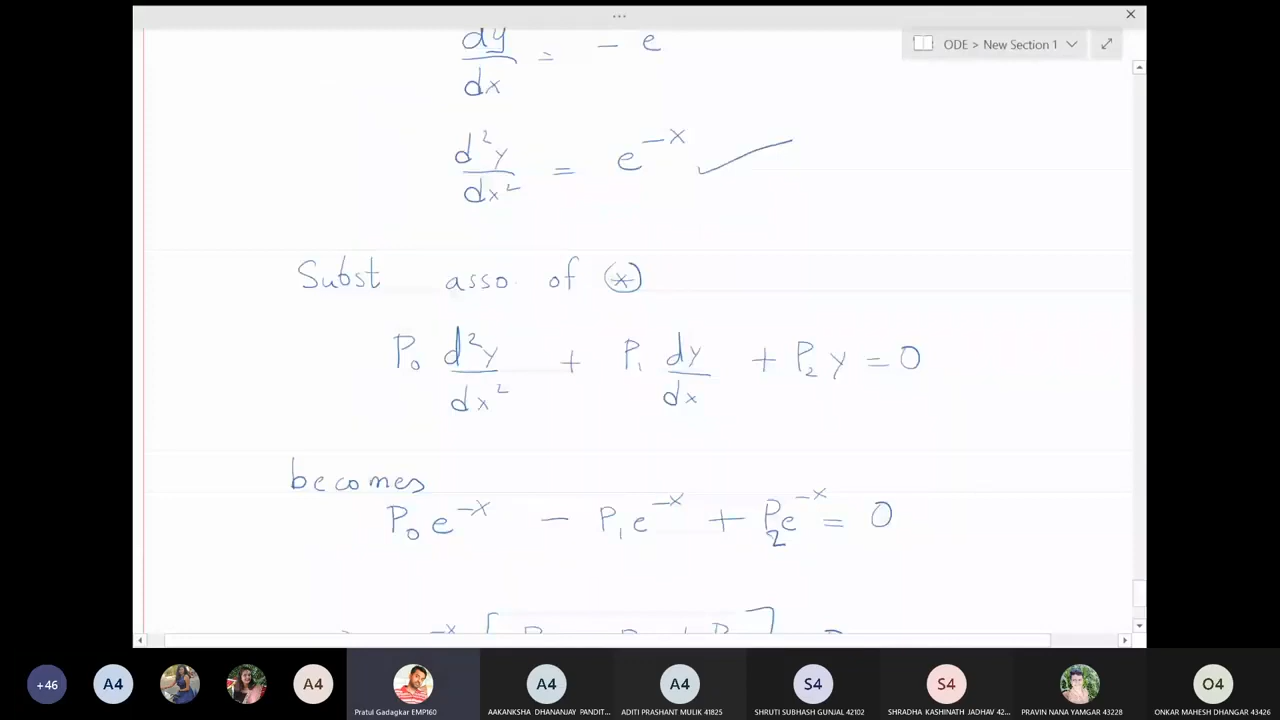 ODE > New Section 1
dy/dx = - e
d²y/dx² = e^-x ✓
Subst asso. of (*)
P₀ d²y/dx² + P₁ dy/dx + P₂ y = 0
becomes
P₀ e^-x - P₁ e^-x + P₂ e^-x = 0
+46
A4
A4
Pratul Gadagkar EMP160
A4
AAKANKSHA DHANANJAY PANDIT...
A4
ADITI PRASHANT MULIK 41825
S4
SHRUTI SUBHASH GUNJAL 42102
S4
SHRADHA KASHINATH JADHAV 42...
PRAVIN NANA YAMGAR 43228
O4
ONKAR MAHESH DHANGAR 43426